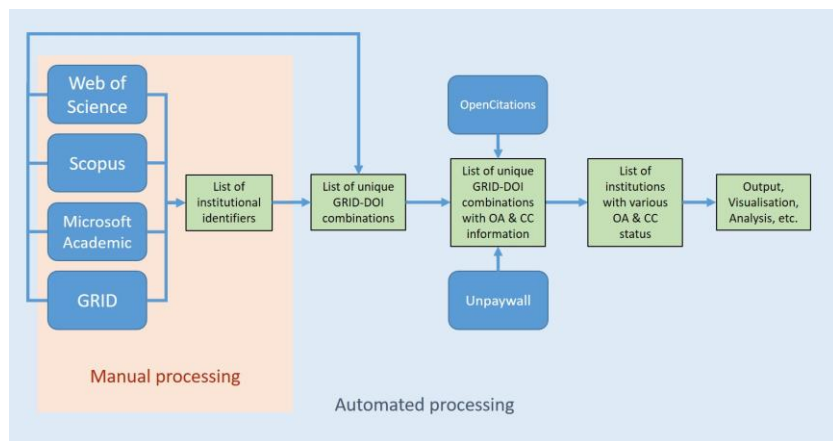 Web of
Science
Scopus
Microsoft
Academic
GRID
List of
institutional
identifiers
List of unique
GRID-DOI
combinations
OpenCitations
List of unique
GRID-DOI
combinations
with OA & CC
information
Unpaywall
List of
institutions
with various
OA & CC
status
Output,
Visualisation,
Analysis, etc.
Manual processing
Automated processing